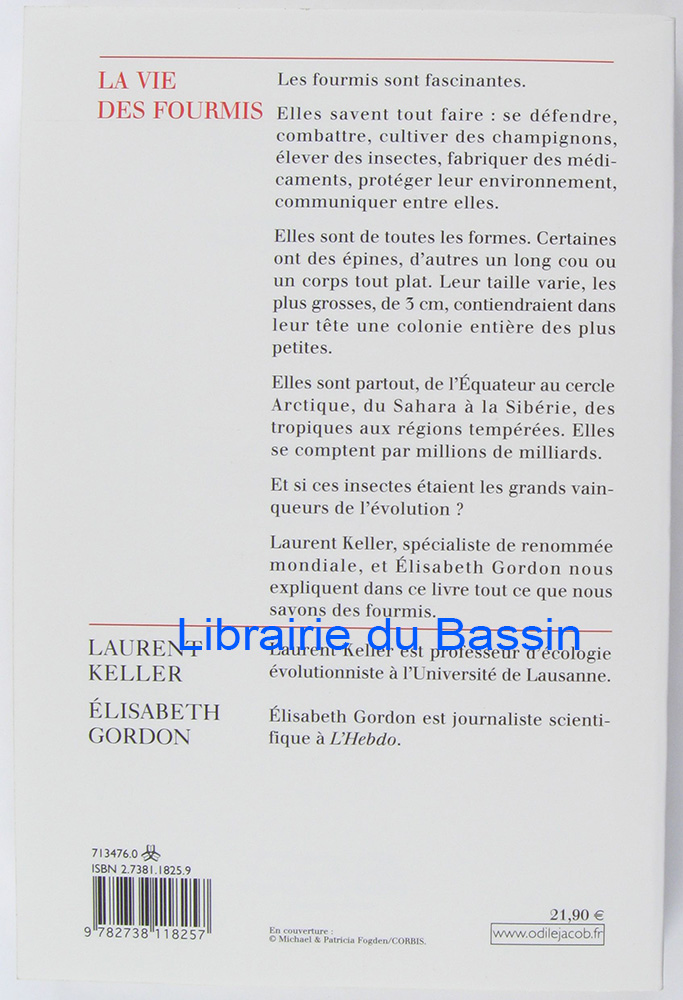 LA VIE
DES FOURMIS
Les fourmis sont fascinantes.
Elles savent tout faire : se défendre,
combattre, cultiver des champignons,
élever des insectes, fabriquer des médi-
caments, protéger leur environnement,
communiquer entre elles.
Elles sont de toutes les formes. Certaines
ont des épines, d'autres un long cou ou
un corps tout plat. Leur taille varie, les
plus grosses, de 3 cm, contiendraient dans
leur tête une colonie entière des plus
petites.
Elles sont partout, de l'Équateur au cercle
Arctique, du Sahara à la Sibérie, des
tropiques aux régions tempérées. Elles
se comptent par millions de milliards.
Et si ces insectes étaient les grands vain-
queurs de l'évolution ?
Laurent Keller, spécialiste de renommée
mondiale, et Élisabeth Gordon nous
expliquent dans ce livre tout ce que nous
savons des fourmis.
Librairie du Bassin
LAURENT
KELLER
Laurent Keller est professeur d'écologie
évolutionniste à l'Université de Lausanne.
ÉLISABETH
GORDON
Élisabeth Gordon est journaliste scienti-
fique à L'Hebdo.
713476.0
ISBN 2.7381.1825.9
9 782738 118257
En couverture :
© Michael & Patricia Fogden/CORBIS.
21,90 €
www.odilejacob.fr